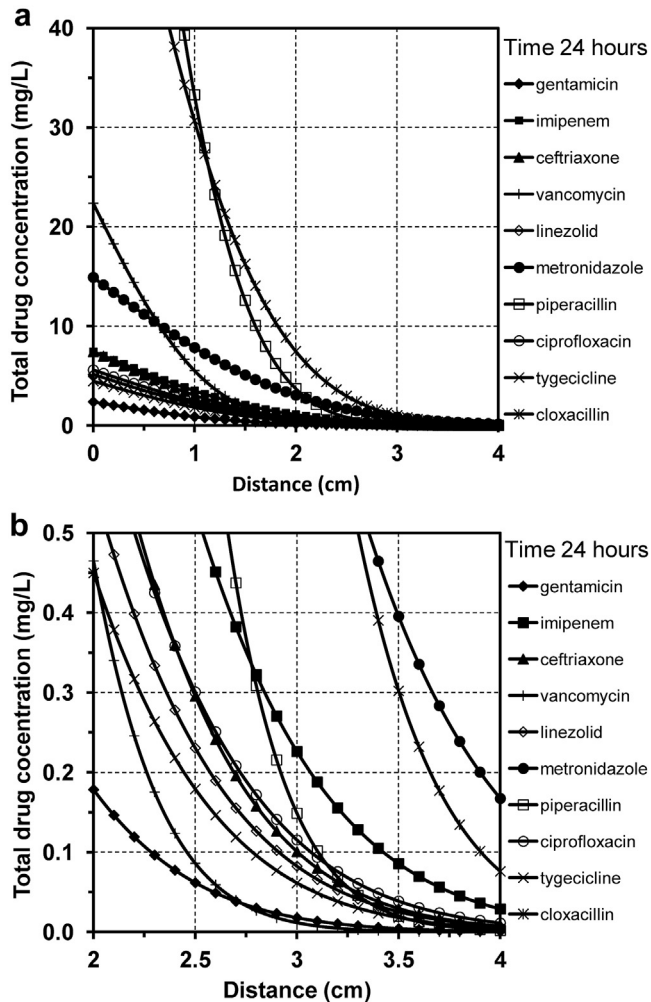 a
Total drug concentration (mg/L)
40
30
20
10
0
0
1
2
3
4
Distance (cm)
Time 24 hours
gentamicin
imipenem
ceftriaxone
vancomycin
linezolid
metronidazole
piperacillin
ciprofloxacin
tygecicline
cloxacillin
b
Total drug cocentration (mg/L)
0.5
0.4
0.3
0.2
0.1
0.0
2
2.5
3
3.5
4
Distance (cm)
Time 24 hours
gentamicin
imipenem
ceftriaxone
vancomycin
linezolid
metronidazole
piperacillin
ciprofloxacin
tygecicline
cloxacillin